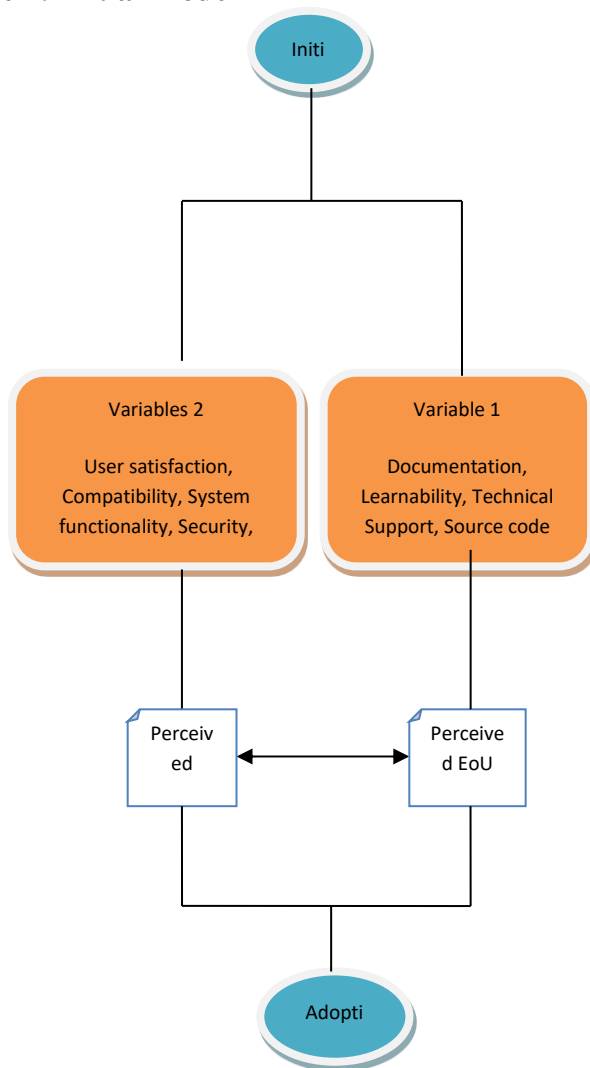 Initi
Variables 2
User satisfaction,
Compatibility, System
functionality, Security,
Variable 1
Documentation,
Learnability, Technical
Support, Source code
Perceiv
ed
Perceive
d EoU
Adopti